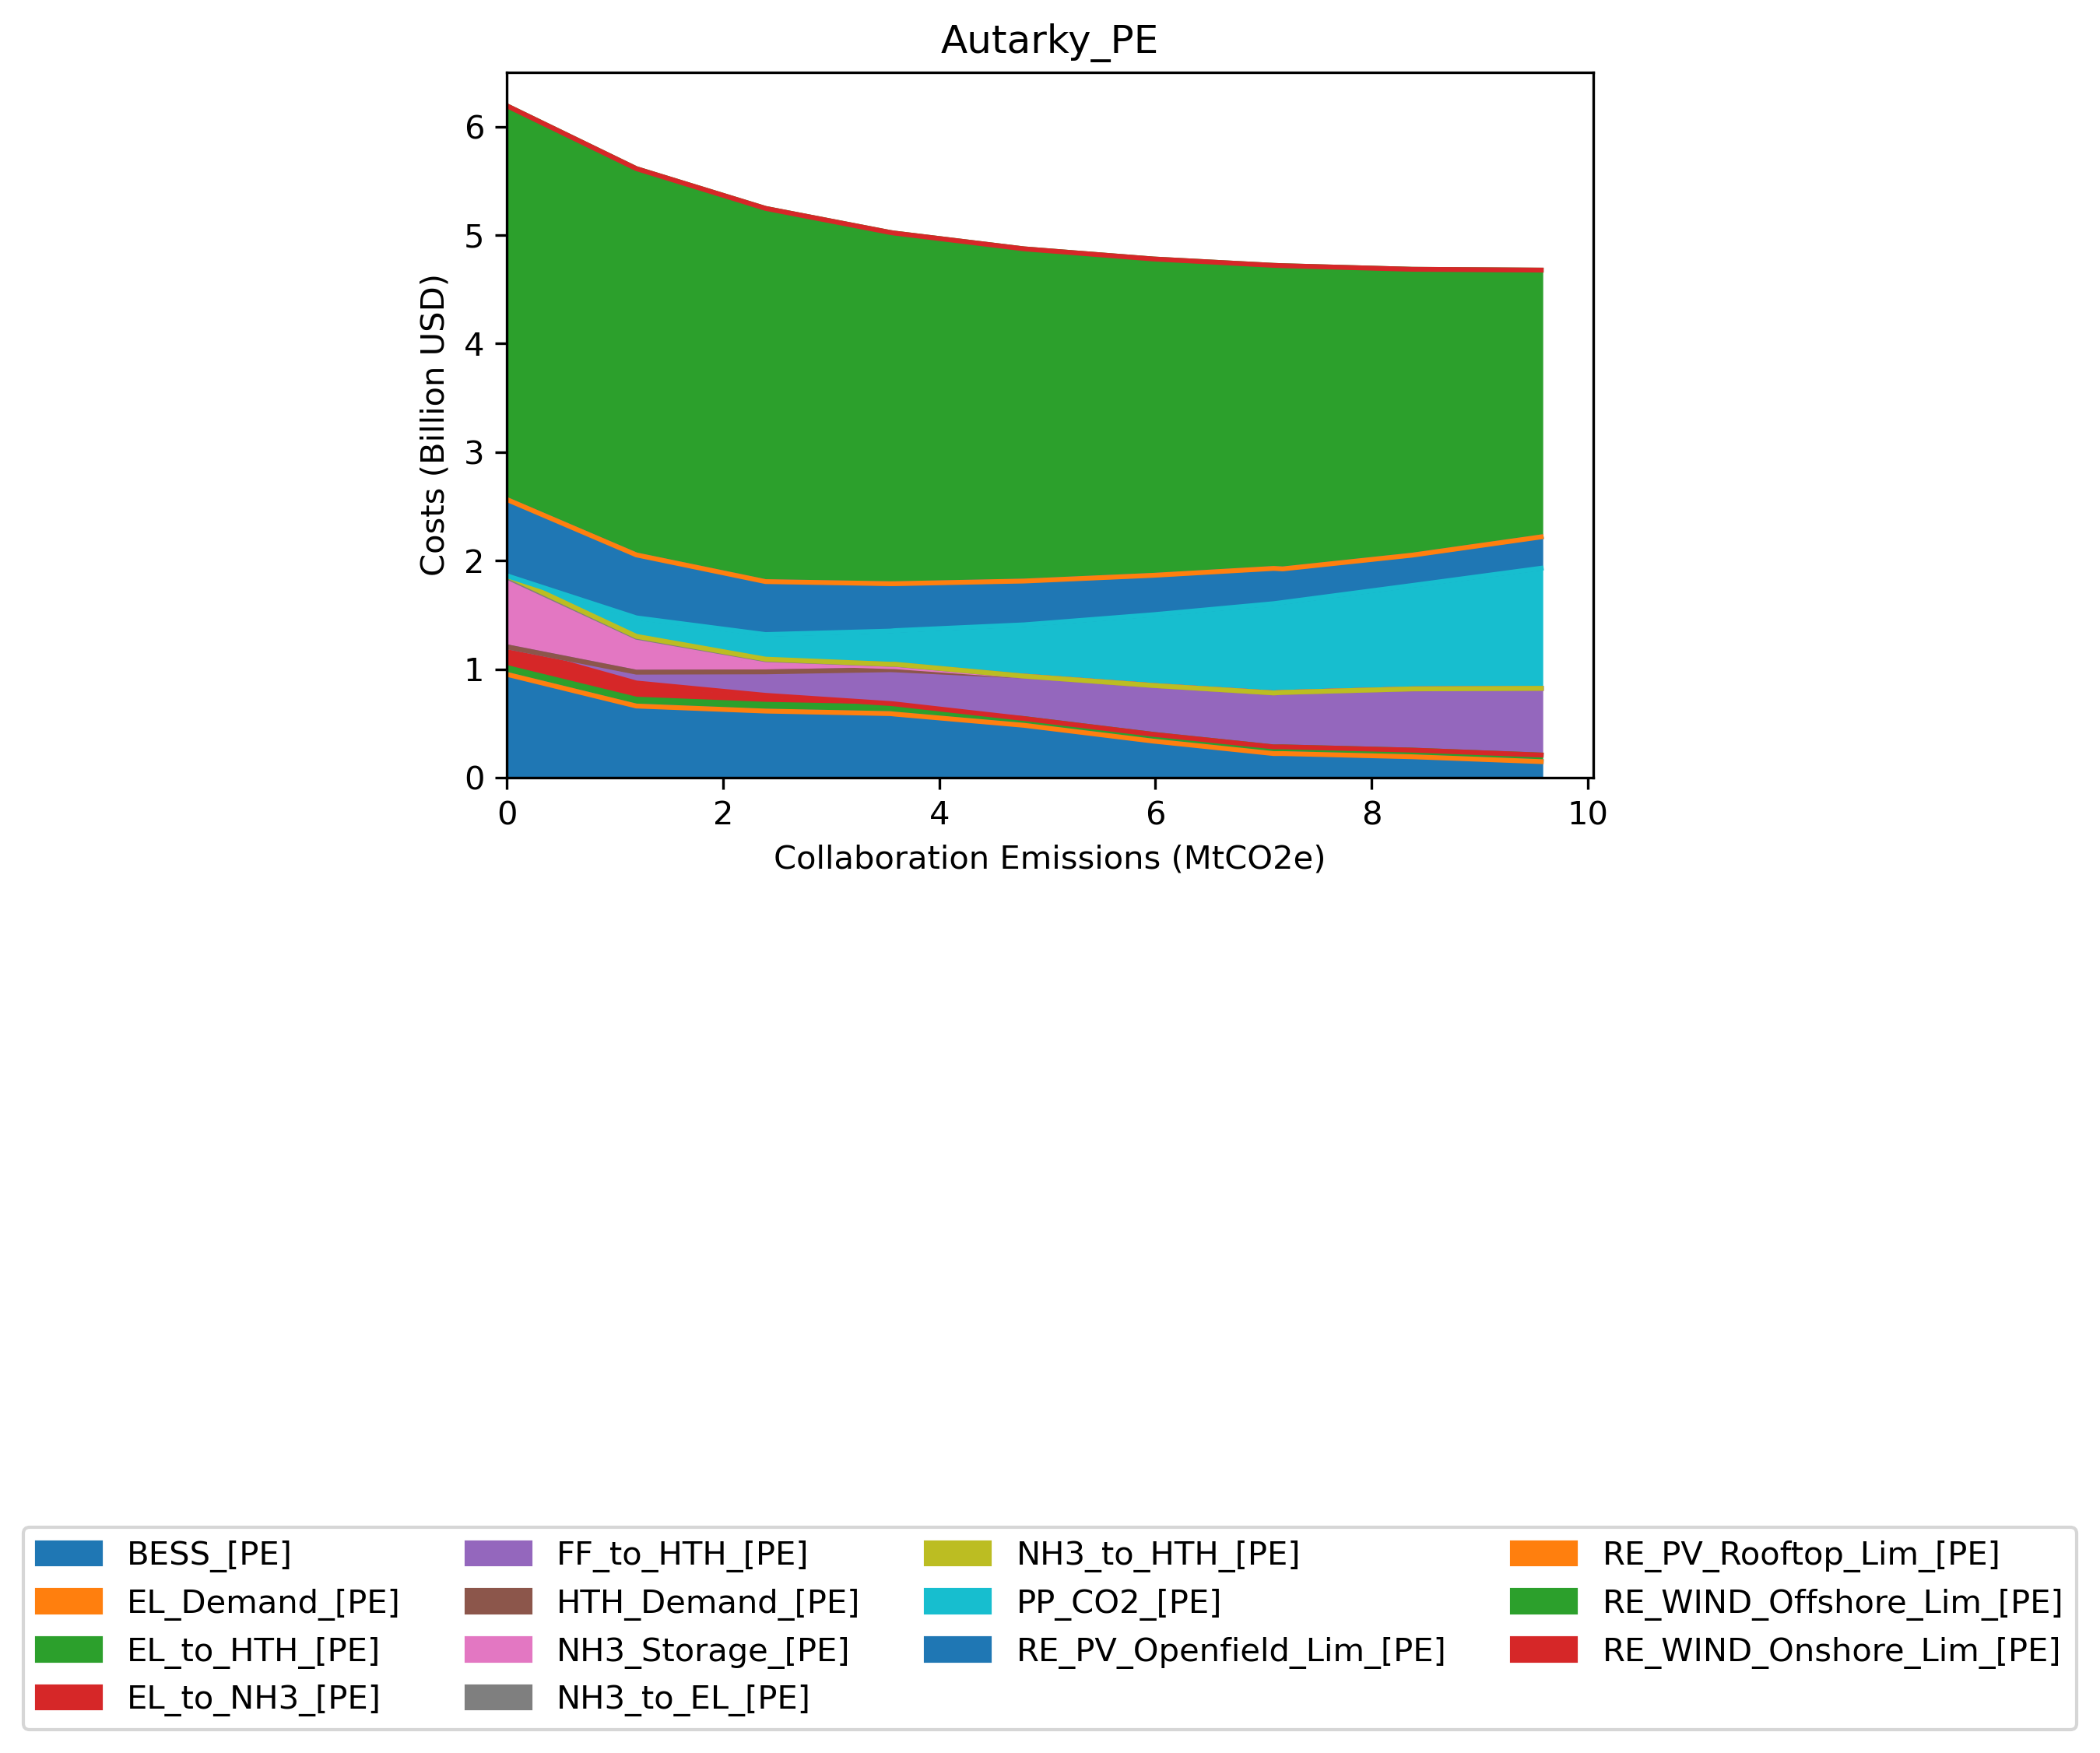 Autarky_PE
Costs (Billion USD)
6
5
4
3
2
1
0
0 2 4 6 8 10
Collaboration Emissions (MtCO2e)
BESS_[PE]
EL_Demand_[PE]
EL_to_HTH_[PE]
EL_to_NH3_[PE]
FF_to_HTH_[PE]
HTH_Demand_[PE]
NH3_Storage_[PE]
NH3_to_EL_[PE]
NH3_to_HTH_[PE]
PP_CO2_[PE]
RE_PV_Openfield_Lim_[PE]
RE_PV_Rooftop_Lim_[PE]
RE_WIND_Offshore_Lim_[PE]
RE_WIND_Onshore_Lim_[PE]